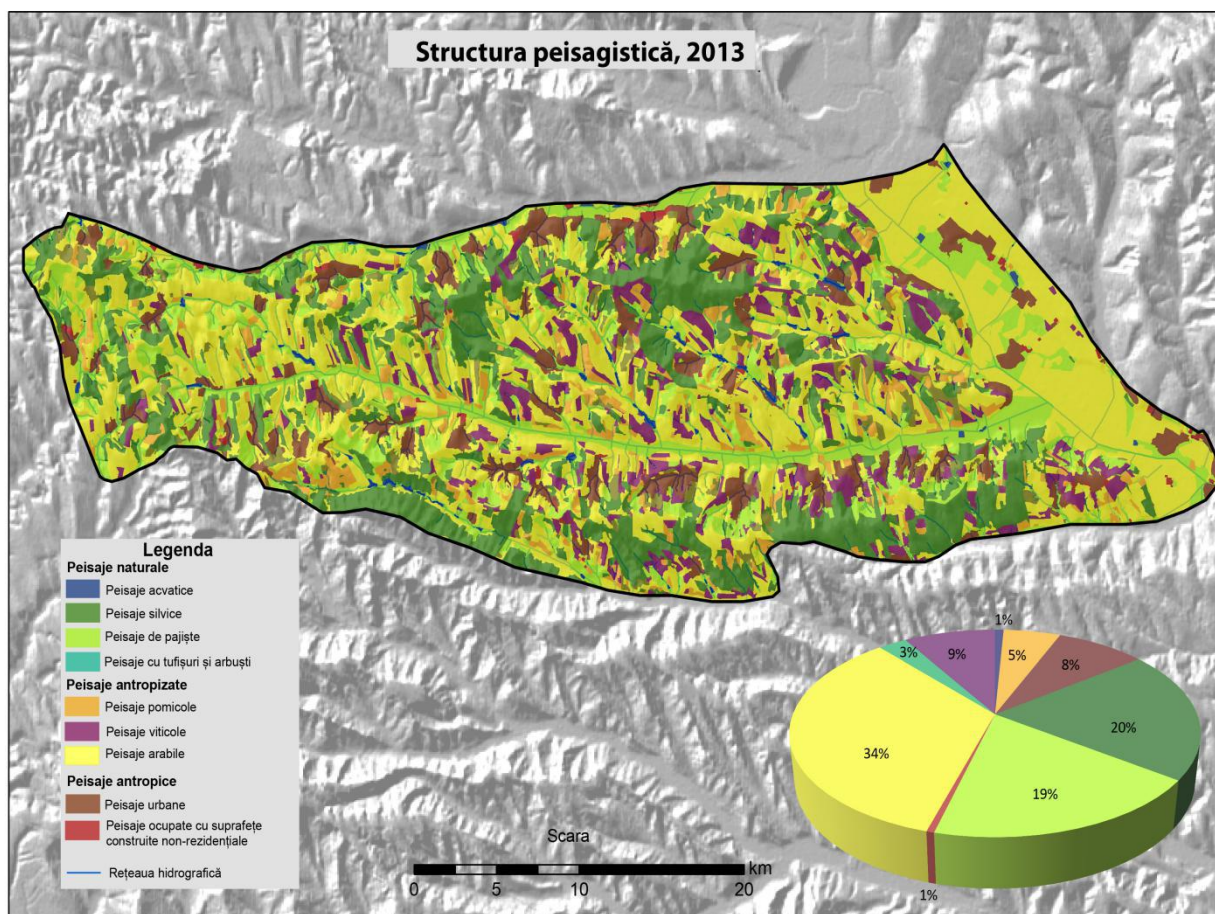 Structura peisagistică, 2013
Legenda
Peisaje naturale
Peisaje acvatice
Peisaje silvice
Peisaje de pajiște
Peisaje cu tufișuri și arbuști
Peisaje antropizate
Peisaje pomicole
Peisaje viticole
Peisaje arabile
Peisaje antropice
Peisaje urbane
Peisaje ocupate cu suprafețe
construite non-rezidențiale
Rețeaua hidrografică
Scara
km
0 5 10 20
1%
5%
8%
20%
19%
1%
34%
3%
9%